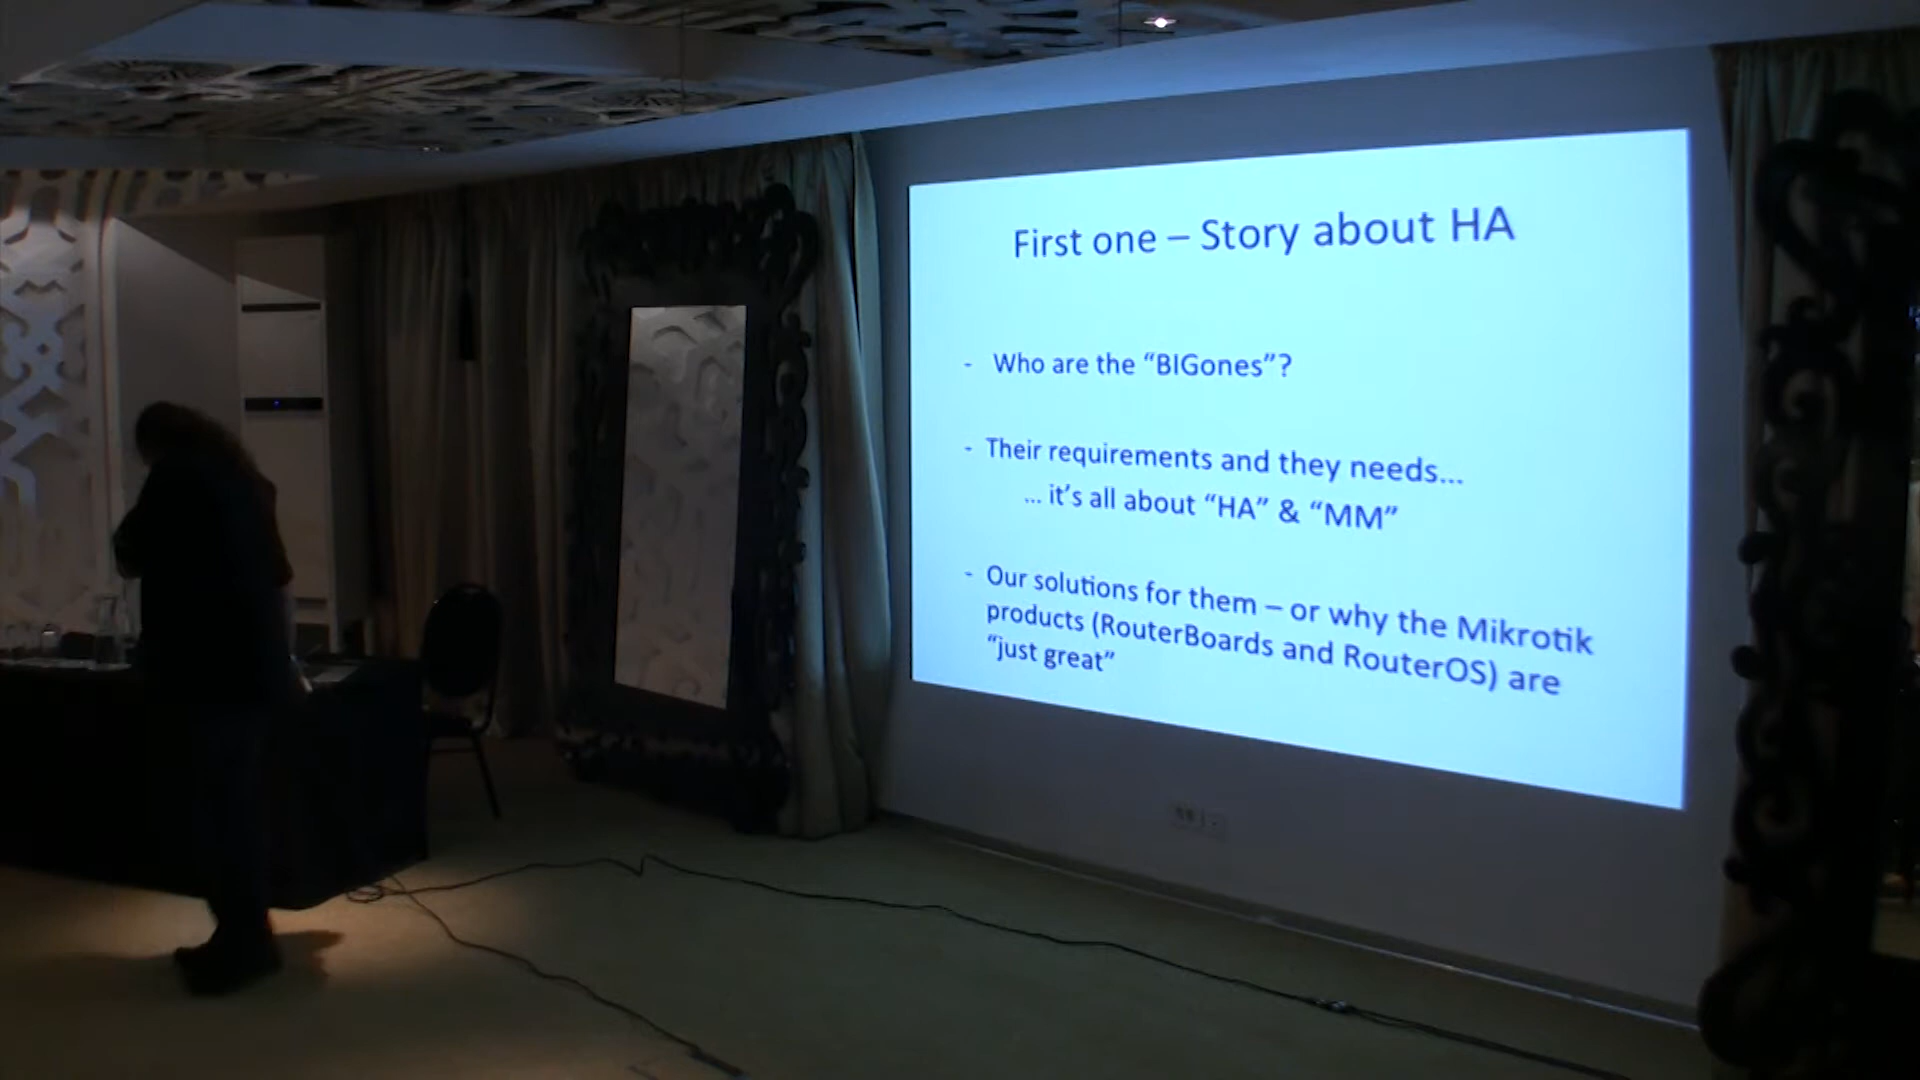 First one – Story about HA
- Who are the “BIGones”?
- Their requirements and they needs...
... it’s all about “HA” & “MM”
- Our solutions for them – or why the Mikrotik
products (RouterBoards and RouterOS) are
“just great”